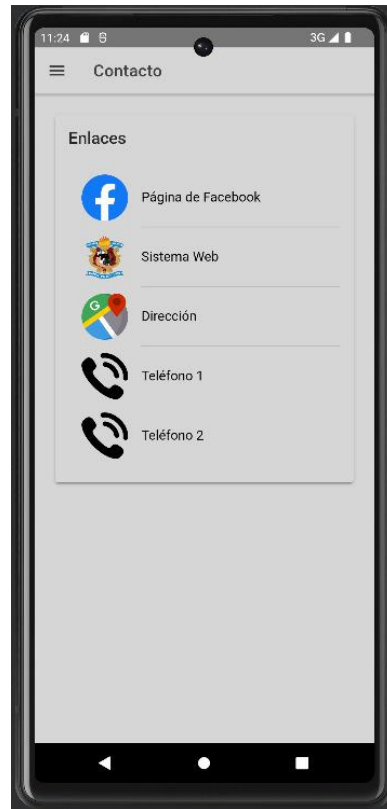 11:24 3G
Contacto
Enlaces
Página de Facebook
Sistema Web
G
Dirección
Teléfono 1
Teléfono 2